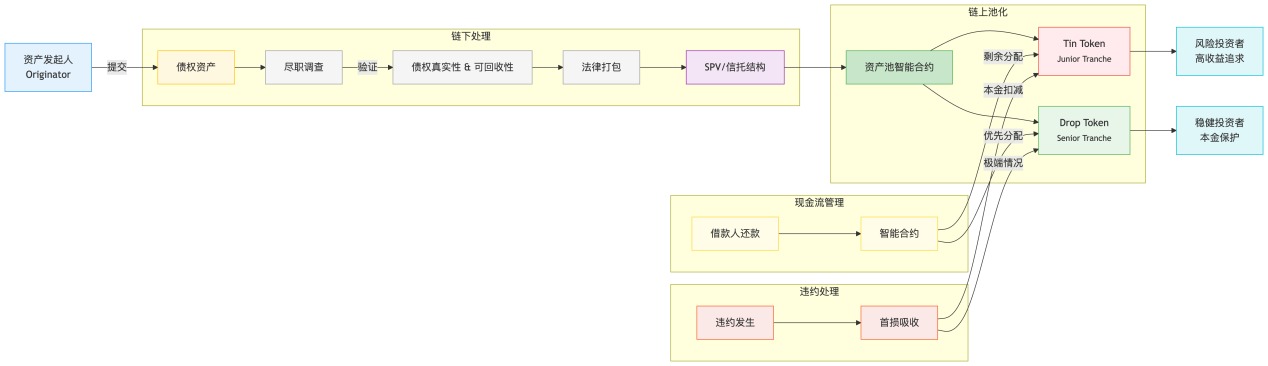 资产发起人
Originator
提交
链下处理
债权资产
尽职调查
验证
债权真实性 & 可回收性
法律打包
SPV/信托结构
链上池化
资产池智能合约
剩余分配
本金扣减
优先分配
极端情况
Tin Token
Junior Tranche
Drop Token
Senior Tranche
风险投资者
高收益追求
稳健投资者
本金保护
现金流管理
借款人还款
智能合约
违约处理
违约发生
首损吸收